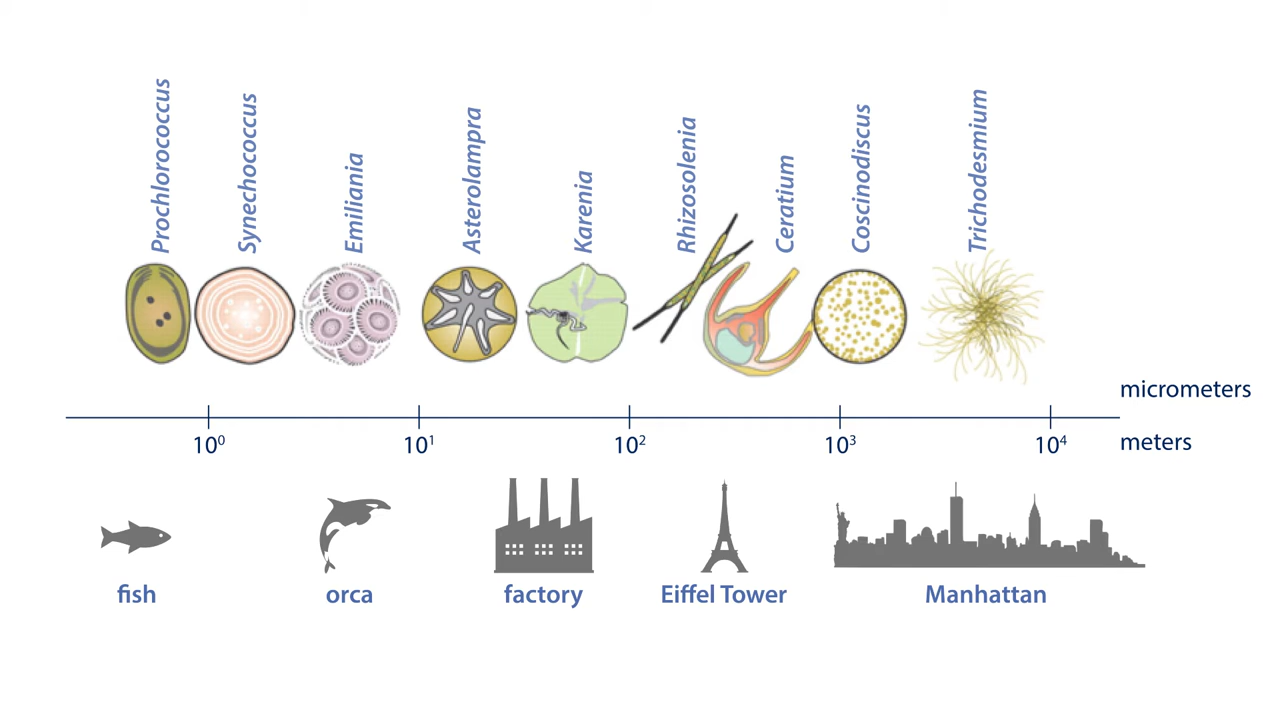 Prochlorococcus
Synechococcus
Emiliania
Asterolampra
Karenia
Rhizosolenia
Ceratium
Coscinodiscus
Trichodesmium
micrometers
10⁰ 10¹ 10² 10³ 10⁴ meters
fish orca factory Eiffel Tower Manhattan